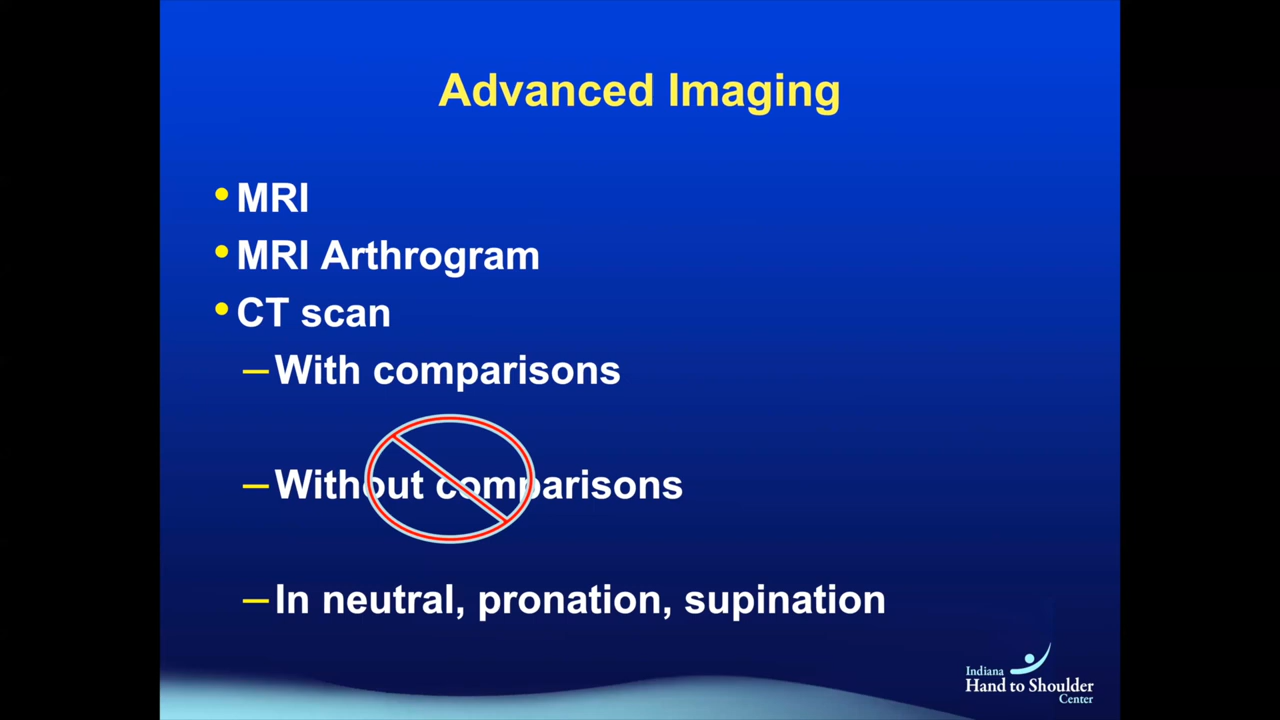 Advanced Imaging
• MRI
• MRI Arthrogram
• CT scan
– With comparisons
– Without comparisons
– In neutral, pronation, supination
Indiana
Hand to Shoulder
Center